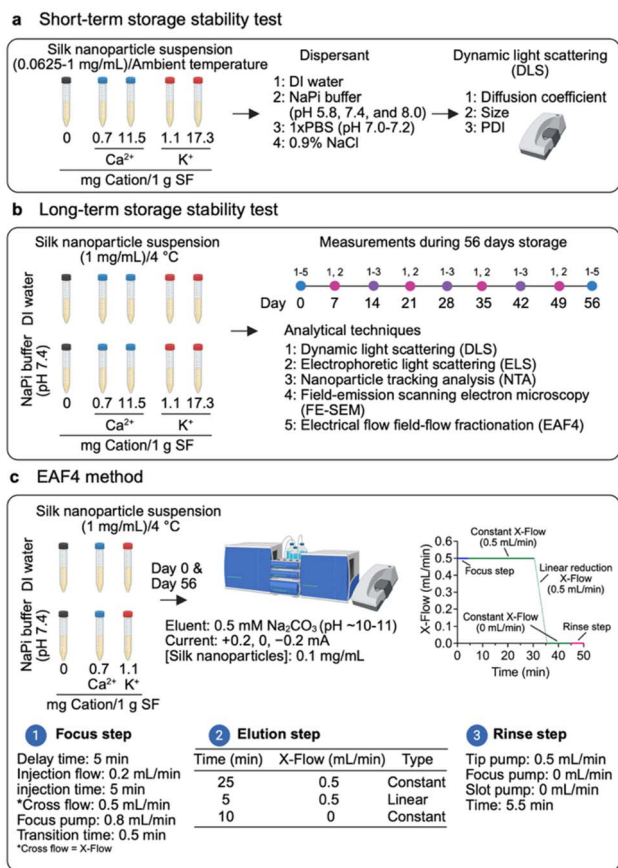 a Short-term storage stability test
Silk nanoparticle suspension
(0.0625-1 mg/mL)/Ambient temperature
0 0.7 11.5 1.1 17.3
Ca²⁺ K⁺
mg Cation/1 g SF
Dispersant
1: DI water
2: NaPi buffer
(pH 5.8, 7.4, and 8.0)
3: 1xPBS (pH 7.0-7.2)
4: 0.9% NaCl
Dynamic light scattering
(DLS)
1: Diffusion coefficient
2: Size
3: PDI
b Long-term storage stability test
Silk nanoparticle suspension
(1 mg/mL)/4 °C
DI water
NaPi buffer
(pH 7.4)
0 0.7 11.5 1.1 17.3
Ca²⁺ K⁺
mg Cation/1 g SF
Measurements during 56 days storage
1-5 1, 2 1-3 1, 2 1-3 1, 2 1-3 1, 2 1-5
Day 0 7 14 21 28 35 42 49 56
Analytical techniques
1: Dynamic light scattering (DLS)
2: Electrophoretic light scattering (ELS)
3: Nanoparticle tracking analysis (NTA)
4: Field-emission scanning electron microscopy
(FE-SEM)
5: Electrical flow field-flow fractionation (EAF4)
c EAF4 method
Silk nanoparticle suspension
(1 mg/mL)/4 °C
DI water
NaPi buffer
(pH 7.4)
0 0.7 1.1
Ca²⁺ K⁺
mg Cation/1 g SF
Day 0 &
Day 56
Eluent: 0.5 mM Na₂CO₃ (pH ~10-11)
Current: +0.2, 0, −0.2 mA
[Silk nanoparticles]: 0.1 mg/mL
X-Flow (mL/min)
0.6
0.5
0.4
0.3
0.2
0.1
0.0
Constant X-Flow
(0.5 mL/min)
Focus step
Linear reduction
X-Flow
(0.5 mL/min)
Constant X-Flow
(0 mL/min)
Rinse step
0 10 20 30 40 50
Time (min)
1 Focus step
Delay time: 5 min
Injection flow: 0.2 mL/min
injection time: 5 min
*Cross flow: 0.5 mL/min
Focus pump: 0.8 mL/min
Transition time: 0.5 min
*Cross flow = X-Flow
2 Elution step
Time (min) X-Flow (mL/min) Type
25 0.5 Constant
5 0.5 Linear
10 0 Constant
3 Rinse step
Tip pump: 0.5 mL/min
Focus pump: 0 mL/min
Slot pump: 0 mL/min
Time: 5.5 min